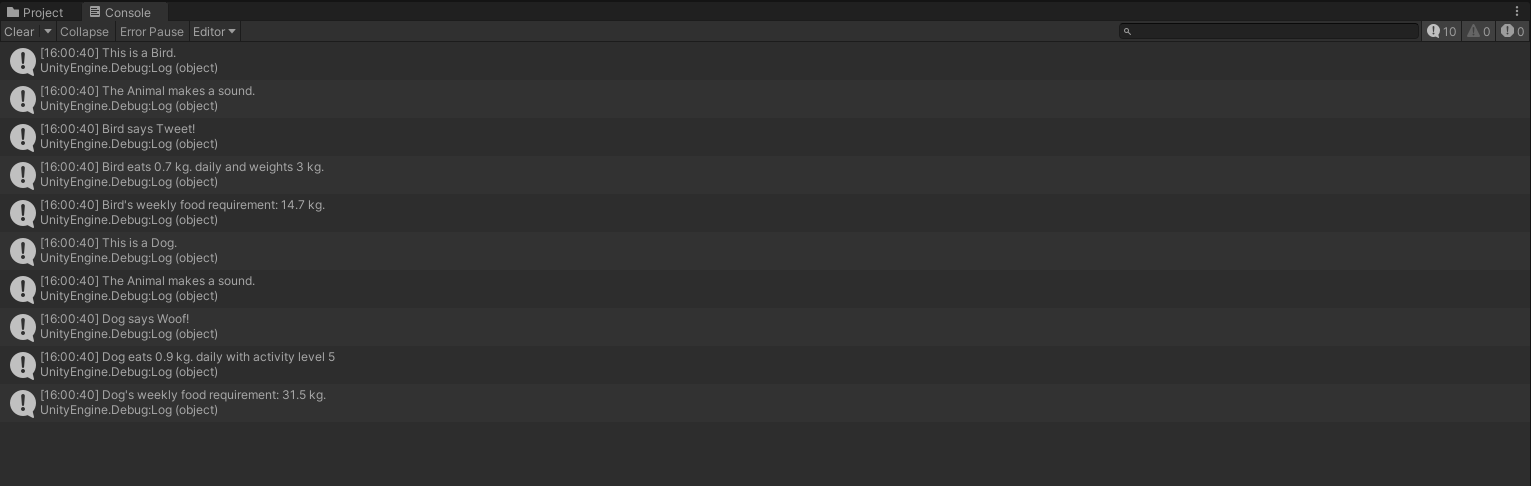 Project Console
Clear Collapse Error Pause Editor 10 0 0
[16:00:40] This is a Bird.
UnityEngine.Debug:Log (object)
[16:00:40] The Animal makes a sound.
UnityEngine.Debug:Log (object)
[16:00:40] Bird says Tweet!
UnityEngine.Debug:Log (object)
[16:00:40] Bird eats 0.7 kg. daily and weights 3 kg.
UnityEngine.Debug:Log (object)
[16:00:40] Bird's weekly food requirement: 14.7 kg.
UnityEngine.Debug:Log (object)
[16:00:40] This is a Dog.
UnityEngine.Debug:Log (object)
[16:00:40] The Animal makes a sound.
UnityEngine.Debug:Log (object)
[16:00:40] Dog says Woof!
UnityEngine.Debug:Log (object)
[16:00:40] Dog eats 0.9 kg. daily with activity level 5
UnityEngine.Debug:Log (object)
[16:00:40] Dog's weekly food requirement: 31.5 kg.
UnityEngine.Debug:Log (object)